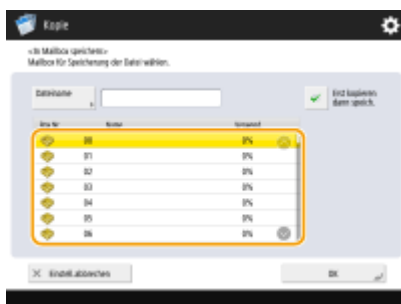 Kopie
<In Mailbox speichern>
Mailbox für Speicherung der Datei wählen.
Dateiname
Erst kopieren
dann speich.
Box Nr. Name Verwend.
00 0%
01 0%
02 0%
03 0%
04 0%
05 0%
06 0%
Einstell. abbrechen OK